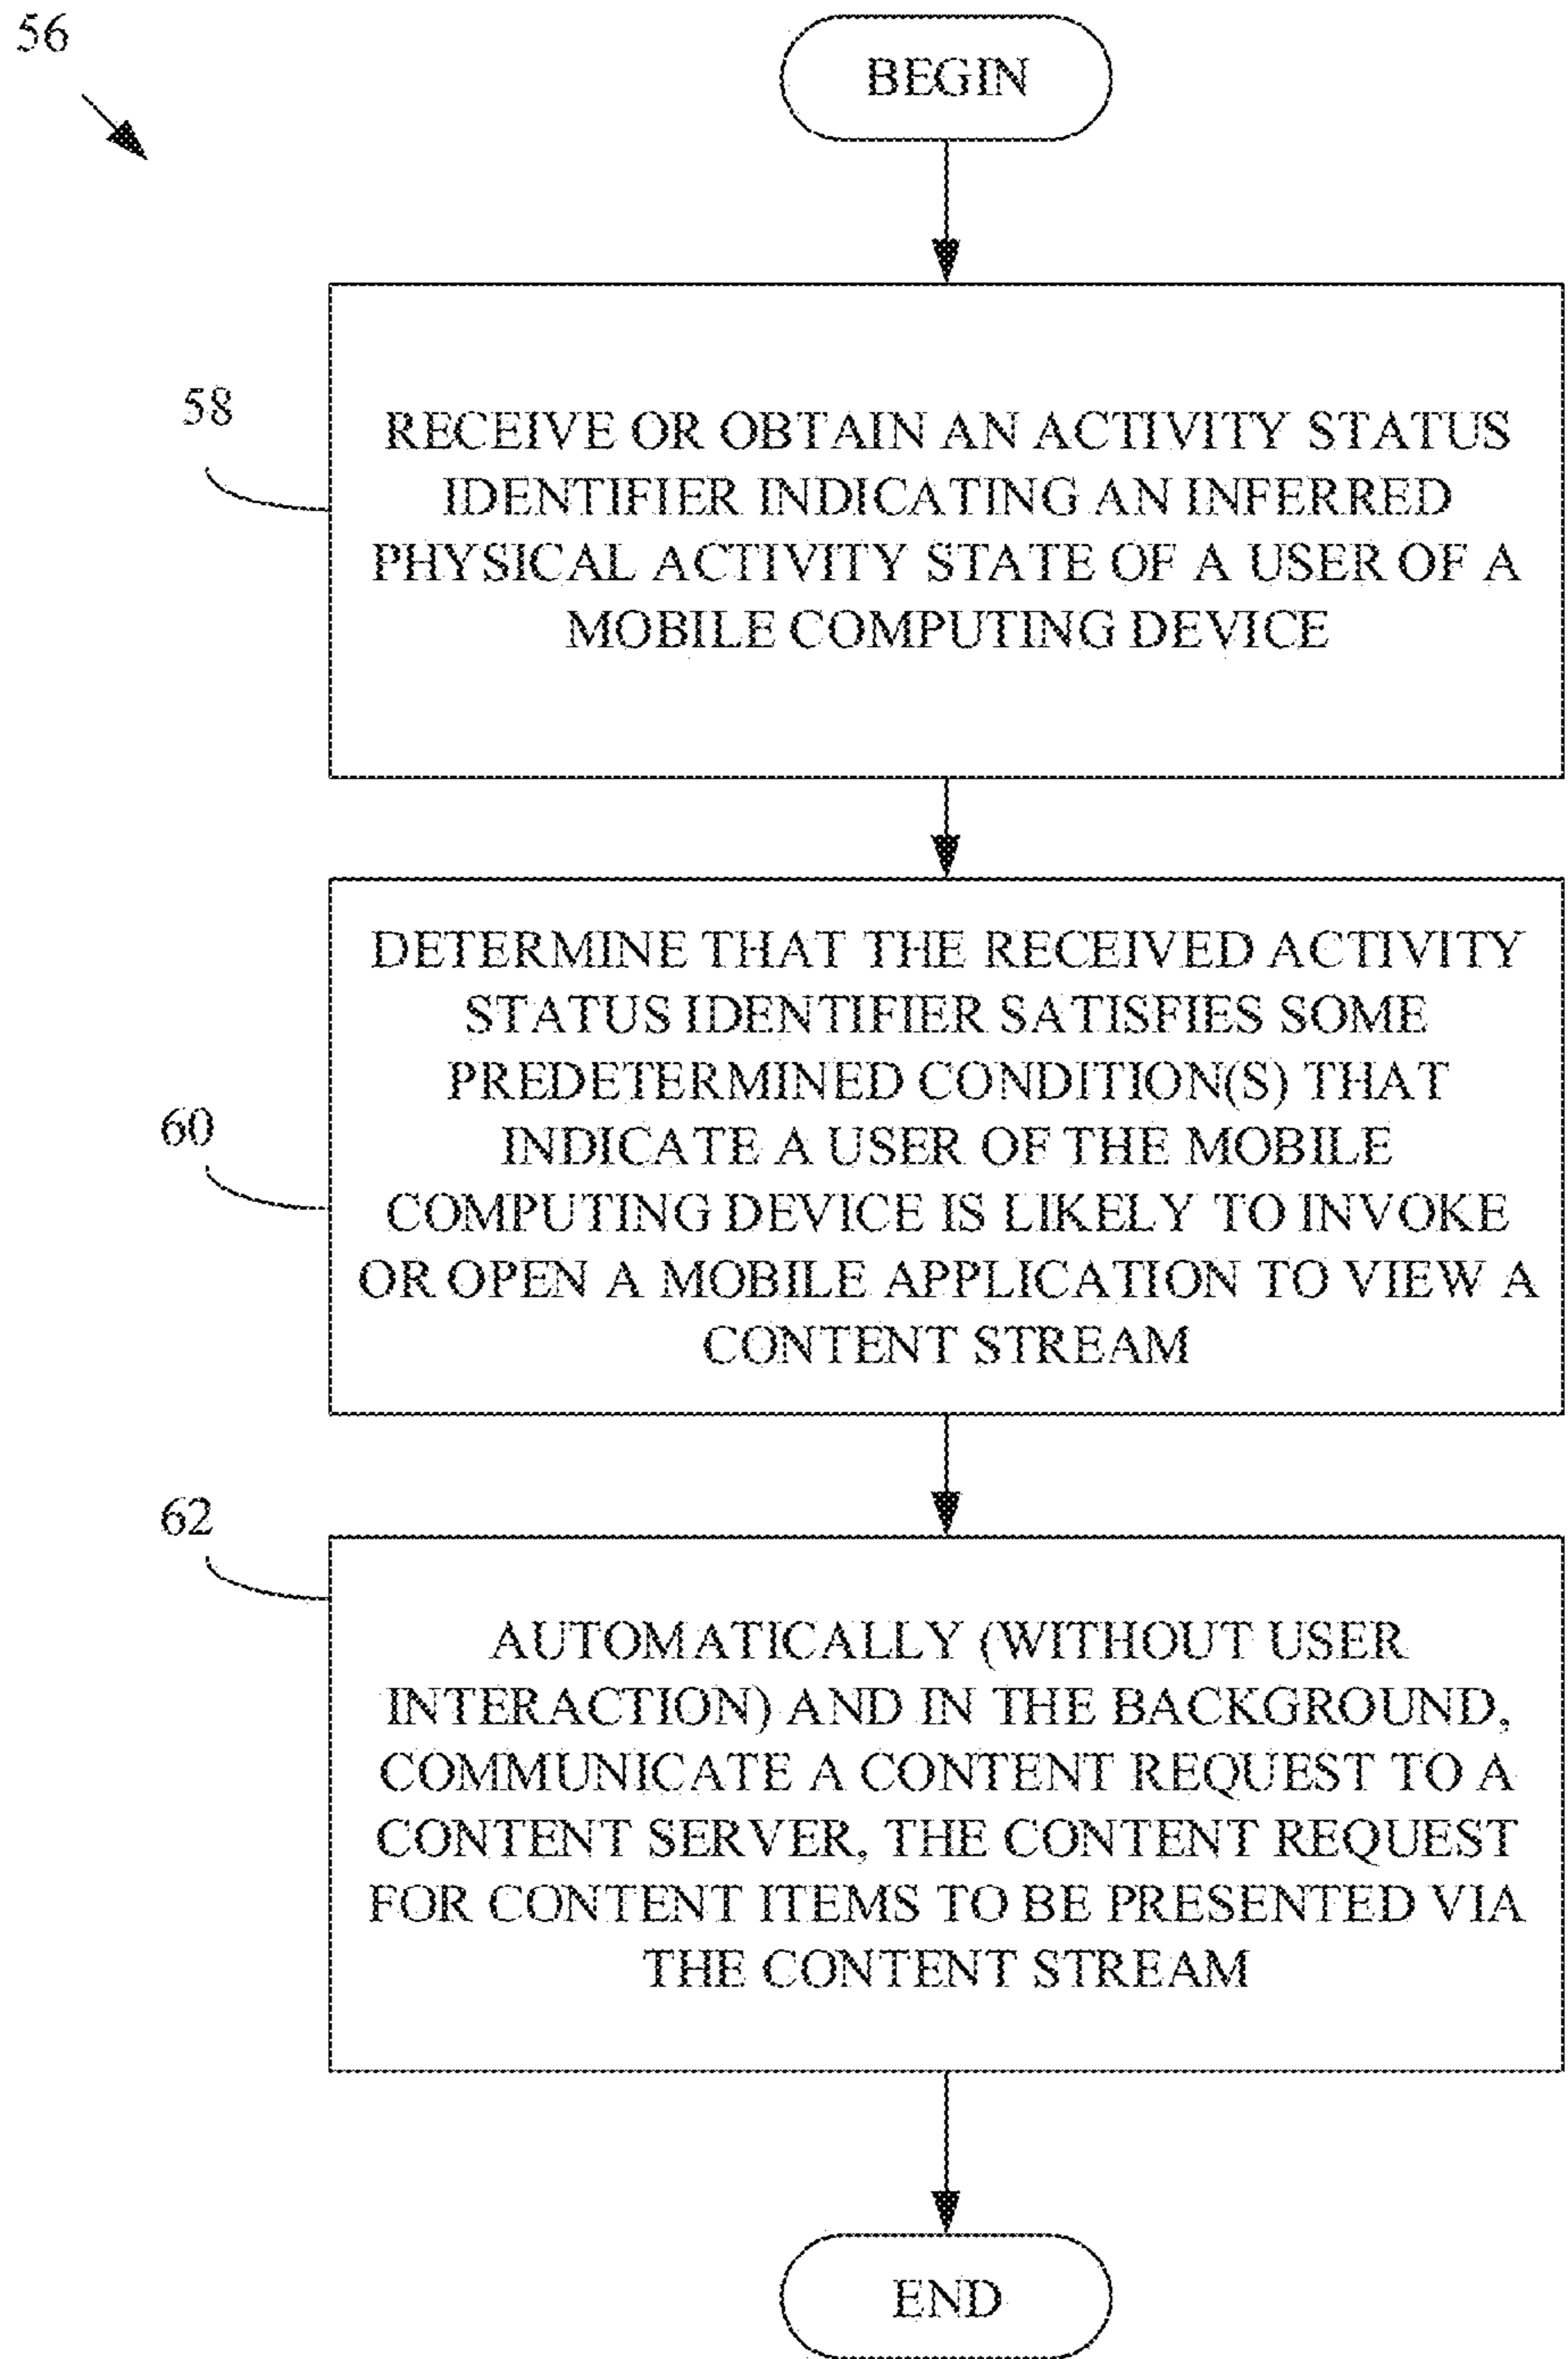 56
BEGIN
58
RECEIVE OR OBTAIN AN ACTIVITY STATUS
IDENTIFIER INDICATING AN INFERRED
PHYSICAL ACTIVITY STATE OF A USER OF A
MOBILE COMPUTING DEVICE
60
DETERMINE THAT THE RECEIVED ACTIVITY
STATUS IDENTIFIER SATISFIES SOME
PREDETERMINED CONDITION(S) THAT
INDICATE A USER OF THE MOBILE
COMPUTING DEVICE IS LIKELY TO INVOKE
OR OPEN A MOBILE APPLICATION TO VIEW A
CONTENT STREAM
62
AUTOMATICALLY (WITHOUT USER
INTERACTION) AND IN THE BACKGROUND,
COMMUNICATE A CONTENT REQUEST TO A
CONTENT SERVER, THE CONTENT REQUEST
FOR CONTENT ITEMS TO BE PRESENTED VIA
THE CONTENT STREAM
END